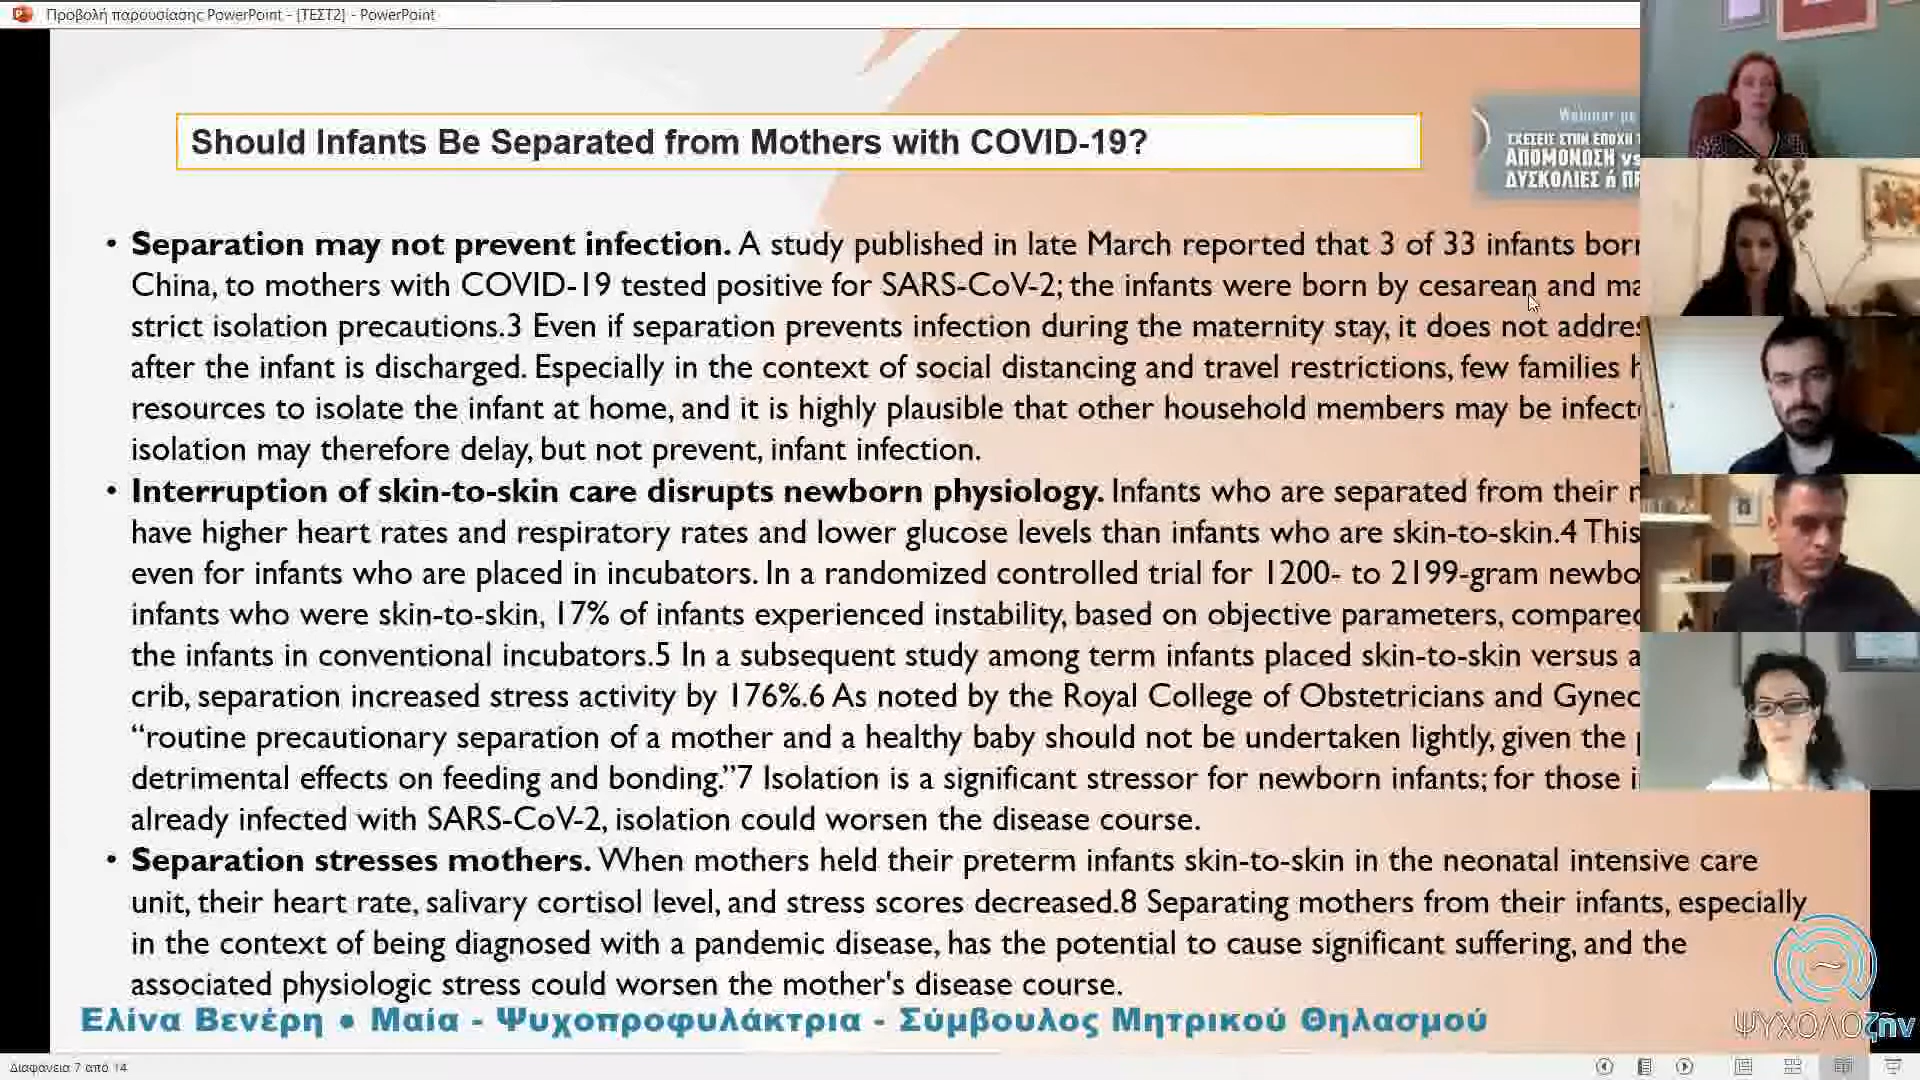 Προβολή παρουσίασης PowerPoint - [ΤΕΣΤ2] - PowerPoint
Should Infants Be Separated from Mothers with COVID-19?
Webinar με
ΣΧΕΣΕΙΣ ΣΤΗΝ ΕΠΟΧΗ
ΑΠΟΜΟΝΩΣΗ vs
ΔΥΣΚΟΛΙΕΣ ή
• Separation may not prevent infection. A study published in late March reported that 3 of 33 infants
China, to mothers with COVID-19 tested positive for SARS-CoV-2; the infants were born by cesarean and
strict isolation precautions.3 Even if separation prevents infection during the maternity stay, it does not
after the infant is discharged. Especially in the context of social distancing and travel restrictions, few families
resources to isolate the infant at home, and it is highly plausible that other household members may be
isolation may therefore delay, but not prevent, infant infection.
• Interruption of skin-to-skin care disrupts newborn physiology. Infants who are separated from their
have higher heart rates and respiratory rates and lower glucose levels than infants who are skin-to-skin.4 This
even for infants who are placed in incubators. In a randomized controlled trial for 1200- to 2199-gram
infants who were skin-to-skin, 17% of infants experienced instability, based on objective parameters,
the infants in conventional incubators.5 In a subsequent study among term infants placed skin-to-skin versus a
crib, separation increased stress activity by 176%.6 As noted by the Royal College of Obstetricians and
“routine precautionary separation of a mother and a healthy baby should not be undertaken lightly, given the
detrimental effects on feeding and bonding.”7 Isolation is a significant stressor for newborn infants; for those
already infected with SARS-CoV-2, isolation could worsen the disease course.
• Separation stresses mothers. When mothers held their preterm infants skin-to-skin in the neonatal intensive care
unit, their heart rate, salivary cortisol level, and stress scores decreased.8 Separating mothers from their infants, especially
in the context of being diagnosed with a pandemic disease, has the potential to cause significant suffering, and the
associated physiologic stress could worsen the mother's disease course.
Ελίνα Βενέρη • Μαία - Ψυχοπροφυλάκτρια - Σύμβουλος Μητρικού Θηλασμού
ΨΥΧΟΛΟζῆν
Διαφάνεια 7 από 14